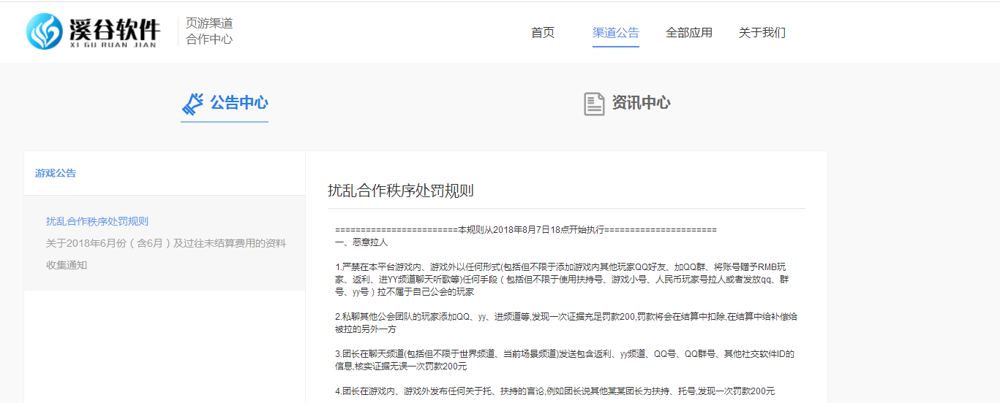 溪谷软件
XI GU RUAN JIAN
页游渠道
合作中心
首页
渠道公告
全部应用
关于我们
公告中心
资讯中心
游戏公告
扰乱合作秩序处罚规则
关于2018年6月份（含6月）及过往未结算费用的资料
收集通知
扰乱合作秩序处罚规则
========================本规则从2018年8月7日18点开始执行======================
一、恶意拉人
1.严禁在本平台游戏内、游戏外以任何形式(包括但不限于添加游戏内其他玩家QQ好友、加QQ群、将账号赠予RMB玩
家、返利、进YY频道聊天听歌等)任何手段（包括但不限于使用扶持号、游戏小号、人民币玩家号拉人或者发放qq、群
号、yy号）拉不属于自己公会的玩家
2.私聊其他公会团队的玩家添加QQ、yy、进频道等,发现一次证据充足罚款200,罚款将会在结算中扣除,在结算中给补偿给
被拉的另外一方
3.团长在聊天频道(包括但不限于世界频道、当前场景频道)发送包含返利、yy频道、QQ号、QQ群号、其他社交软件ID的
信息,核实证据无误一次罚款200元
4.团长在游戏内、游戏外发布任何关于托、扶持的言论,例如团长说其他某某团长为扶持、托号,发现一次罚款200元